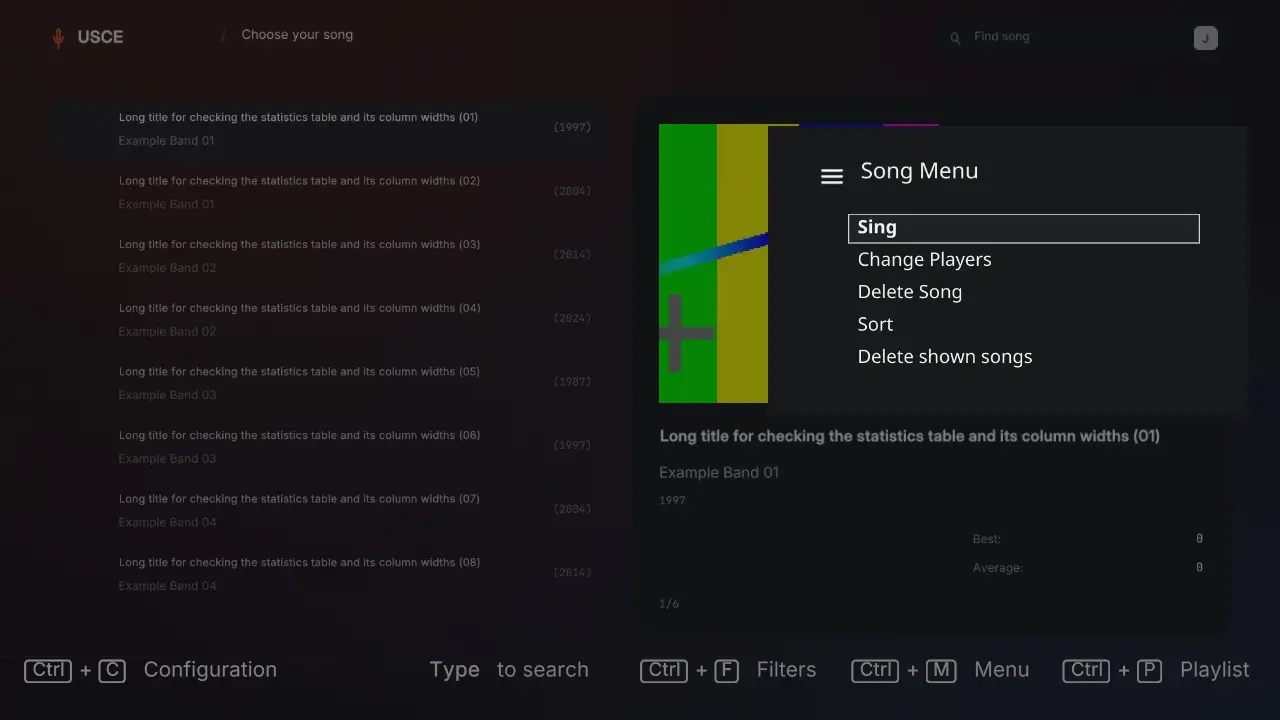 USCE / Choose your song
Find song
J
Long title for checking the statistics table and its column widths (01)
Example Band 01
(1997)
Long title for checking the statistics table and its column widths (02)
Example Band 01
(2004)
Long title for checking the statistics table and its column widths (03)
Example Band 02
(2014)
Long title for checking the statistics table and its column widths (04)
Example Band 02
(2024)
Long title for checking the statistics table and its column widths (05)
Example Band 03
(1987)
Long title for checking the statistics table and its column widths (06)
Example Band 03
(1997)
Long title for checking the statistics table and its column widths (07)
Example Band 04
(2004)
Long title for checking the statistics table and its column widths (08)
Example Band 04
(2014)
Song Menu
Sing
Change Players
Delete Song
Sort
Delete shown songs
Long title for checking the statistics table and its column widths (01)
Example Band 01
1997
Best: 0
Average: 0
1/6
Ctrl + C Configuration
Type to search
Ctrl + F Filters
Ctrl + M Menu
Ctrl + P Playlist